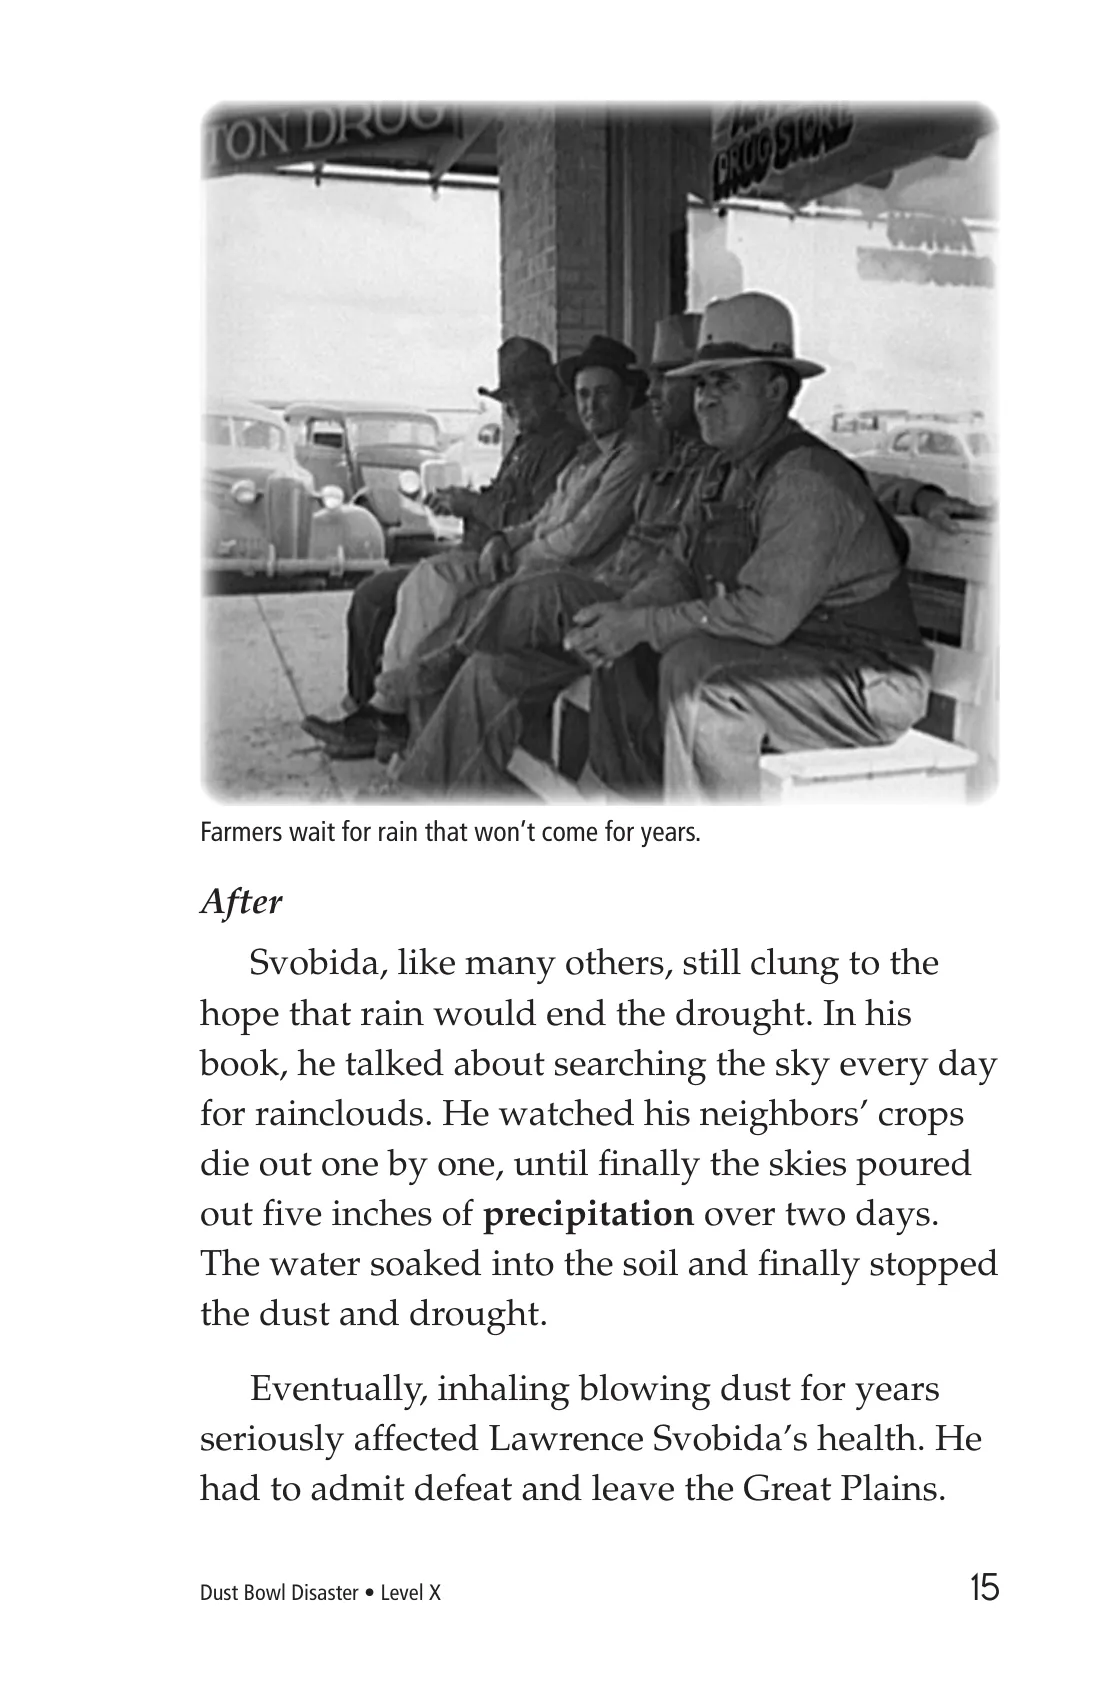 TON DRUG
DRUG STORE
Farmers wait for rain that won't come for years.
After
Svobida, like many others, still clung to the
hope that rain would end the drought. In his
book, he talked about searching the sky every day
for rainclouds. He watched his neighbors' crops
die out one by one, until finally the skies poured
out five inches of precipitation over two days.
The water soaked into the soil and finally stopped
the dust and drought.
Eventually, inhaling blowing dust for years
seriously affected Lawrence Svobida's health. He
had to admit defeat and leave the Great Plains.
Dust Bowl Disaster • Level X
15